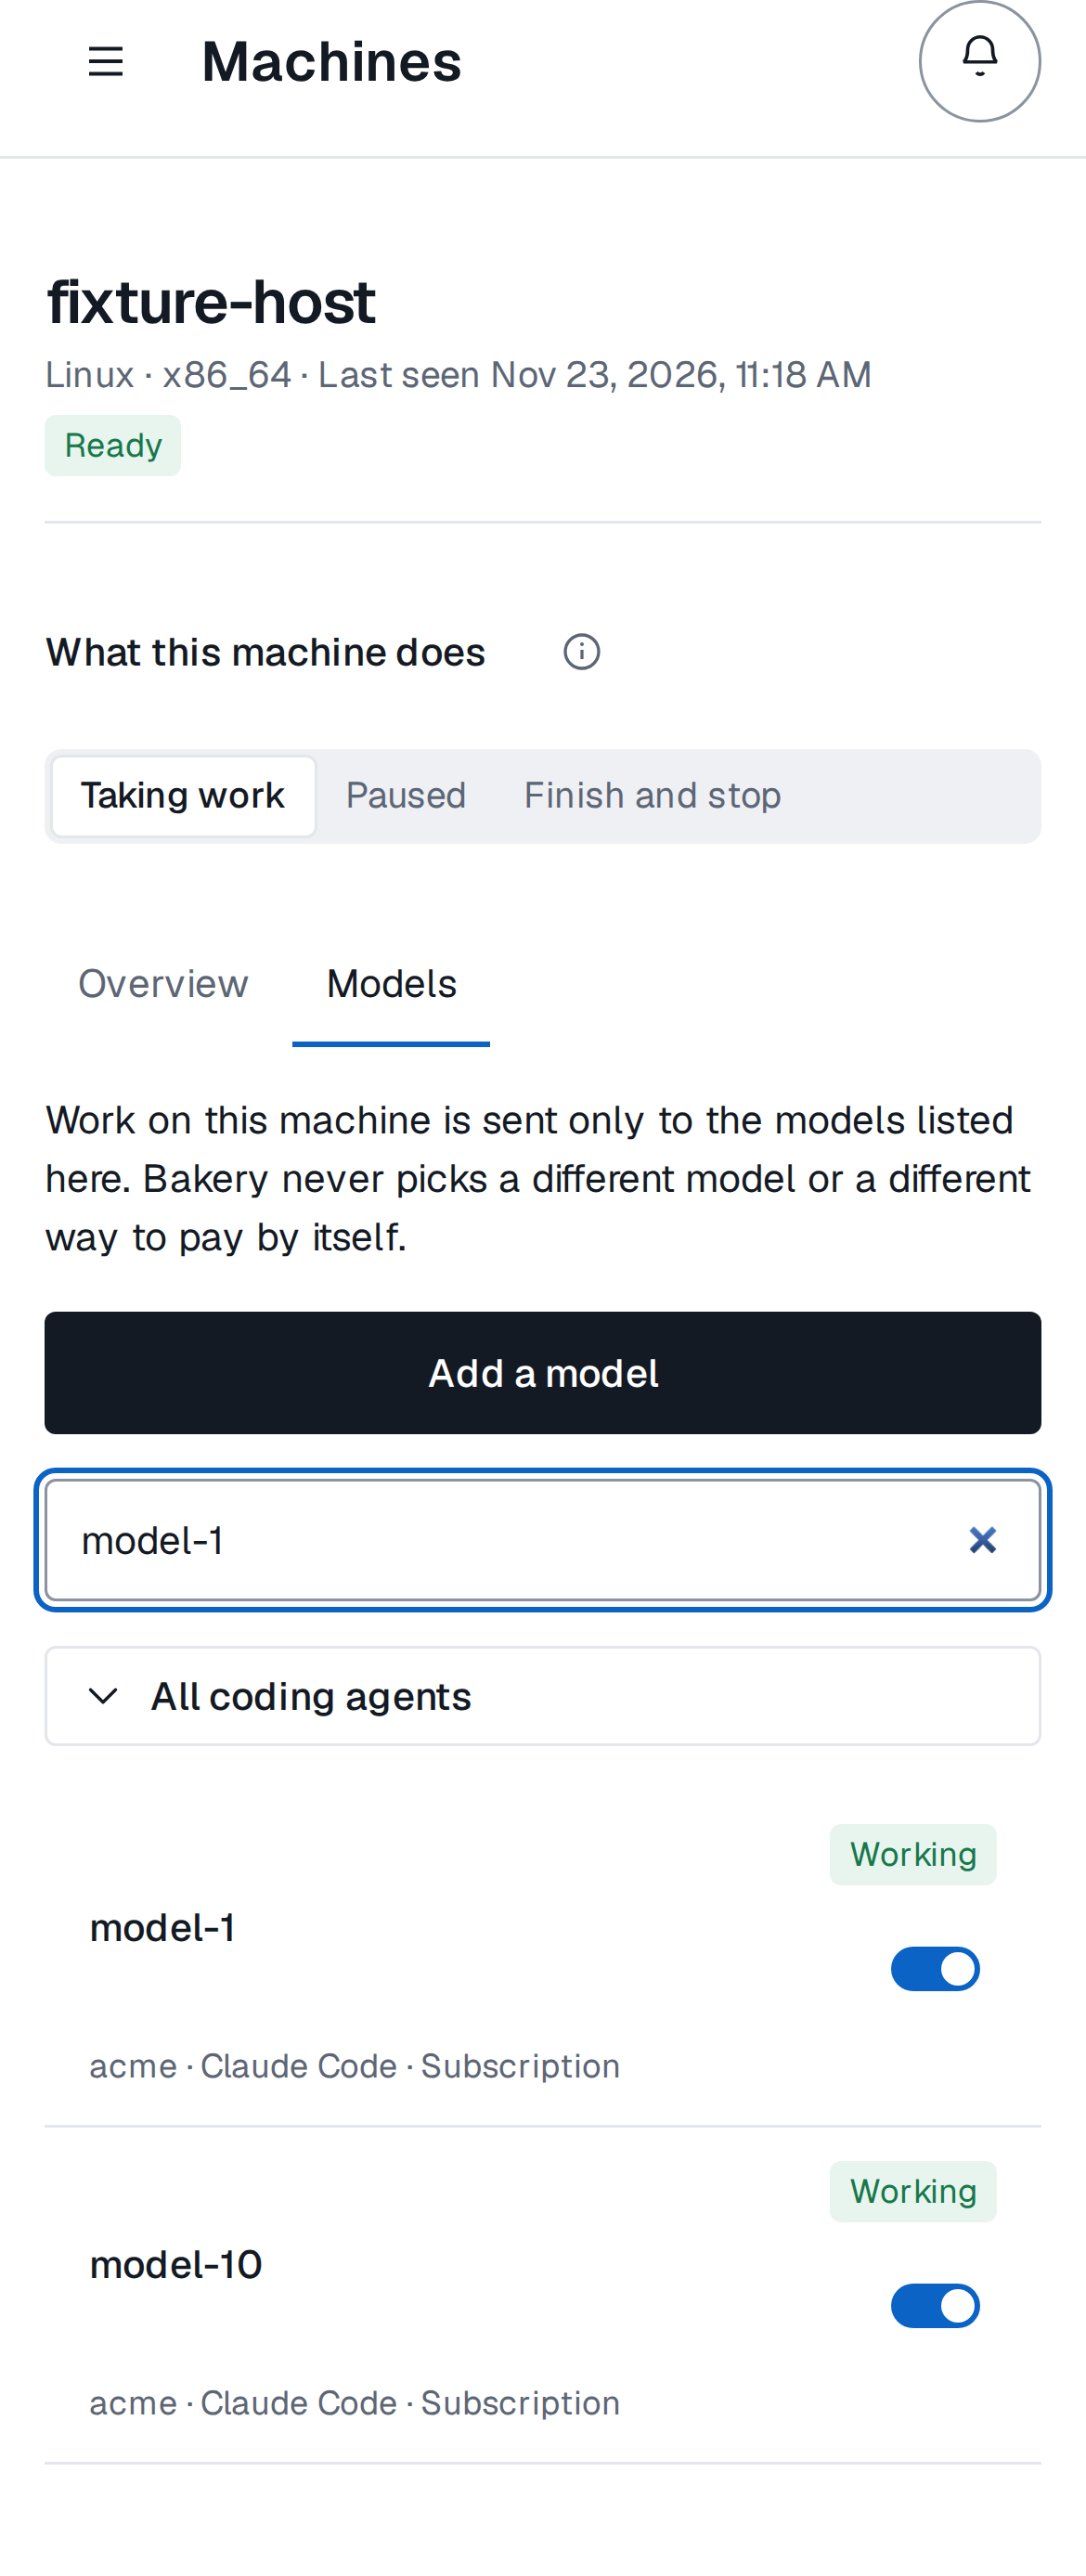 Machines
fixture-host
Linux · x86_64 · Last seen Nov 23, 2026, 11:18 AM
Ready
What this machine does
Taking work Paused Finish and stop
Overview Models
Work on this machine is sent only to the models listed
here. Bakery never picks a different model or a different
way to pay by itself.
Add a model
model-1
All coding agents
Working
model-1
acme · Claude Code · Subscription
Working
model-10
acme · Claude Code · Subscription